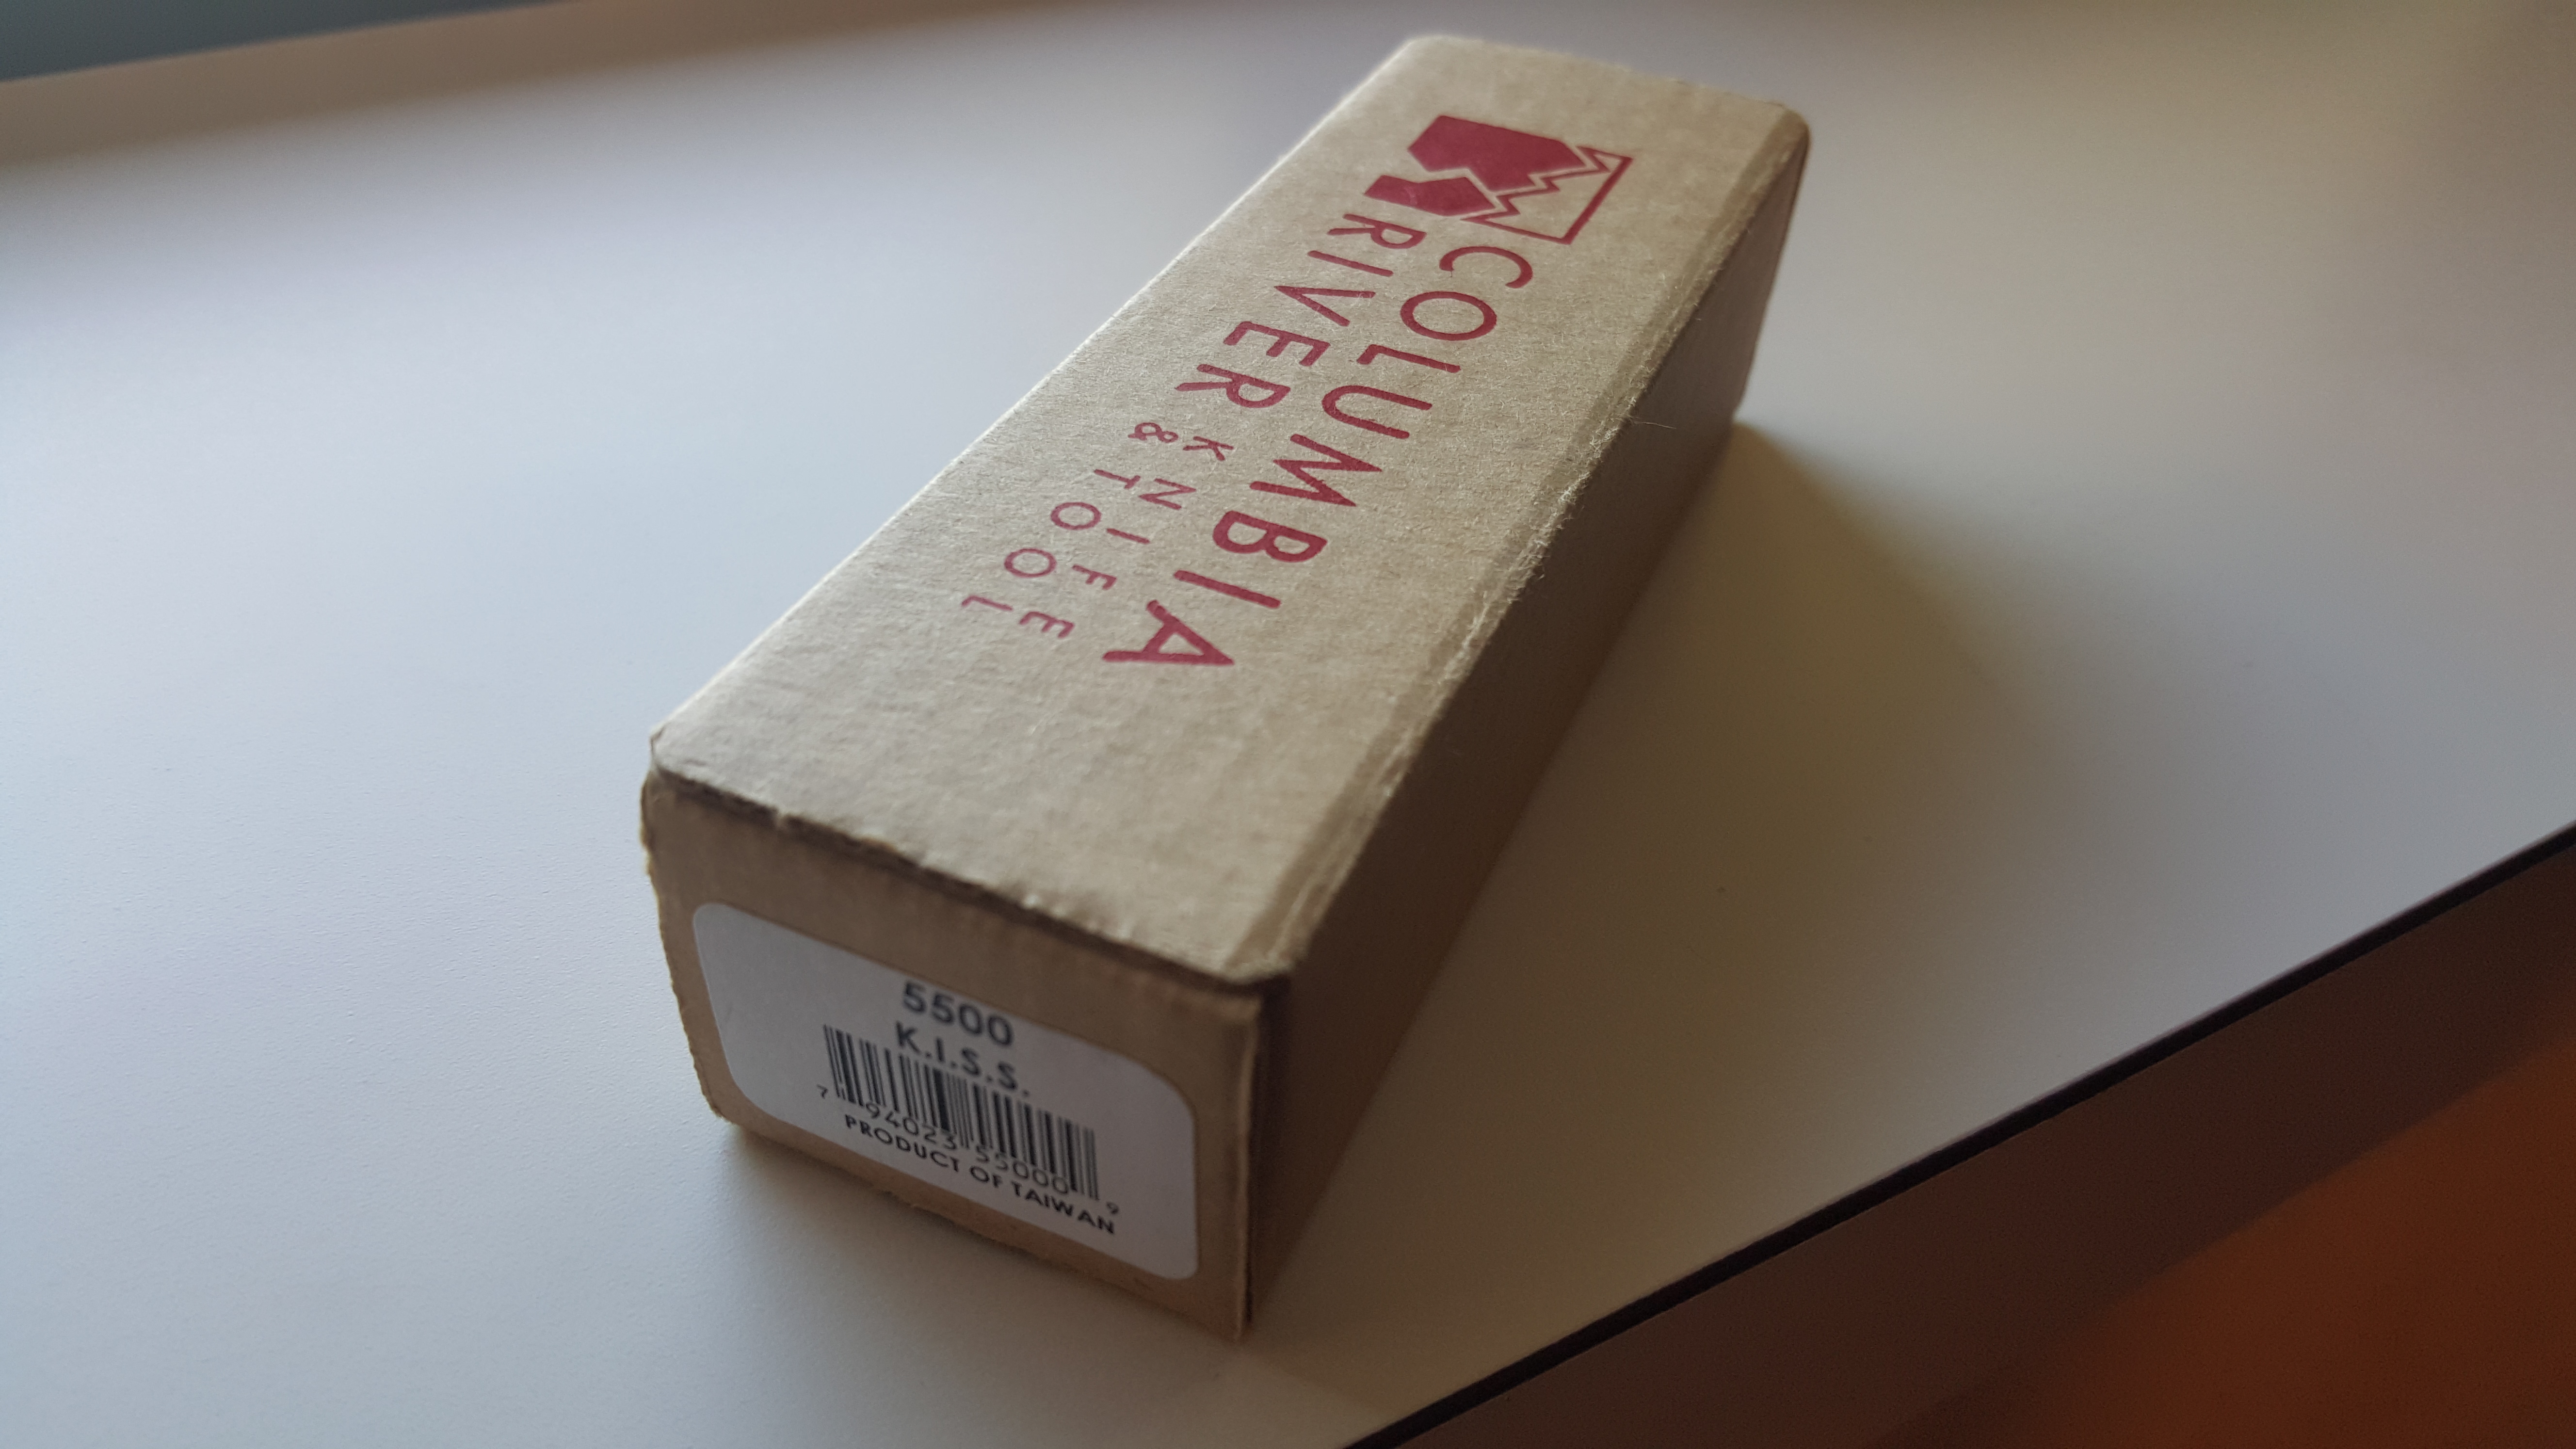 COLUMBIA
RIVER KNIFE
& TOOL
5500
K.I.S.S.
7 94023 55000 9
PRODUCT OF TAIWAN